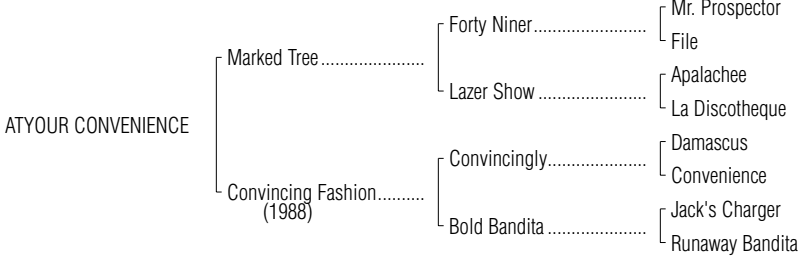 Mr. Prospector
Forty Niner........................
File
Marked Tree......................
Apalachee
Lazer Show.......................
La Discotheque
ATYOUR CONVENIENCE
Damascus
Convincingly.....................
Convenience
Convincing Fashion..........
(1988)
Jack's Charger
Bold Bandita.....................
Runaway Bandita